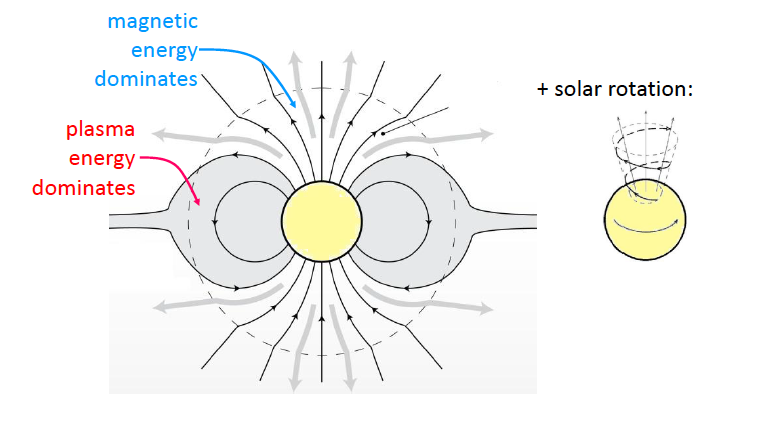 magnetic
energy
dominates
plasma
energy
dominates
+ solar rotation: